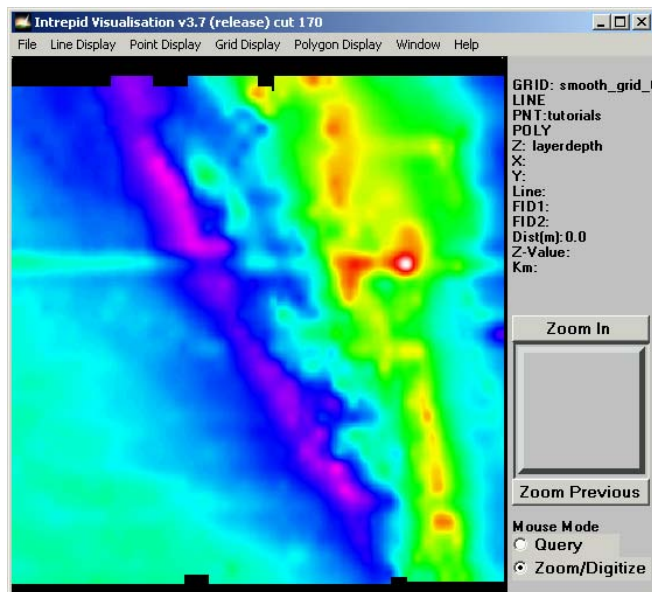 Intrepid Visualisation v3.7 (release) cut 170
File Line Display Point Display Grid Display Polygon Display Window Help
GRID: smooth_grid_
LINE
PNT:tutorials
POLY
Z: layerdepth
X:
Y:
Line:
FID1:
FID2:
Dist(m):0.0
Z-Value:
Km:
Zoom In
Zoom Previous
Mouse Mode
Query
Zoom/Digitize